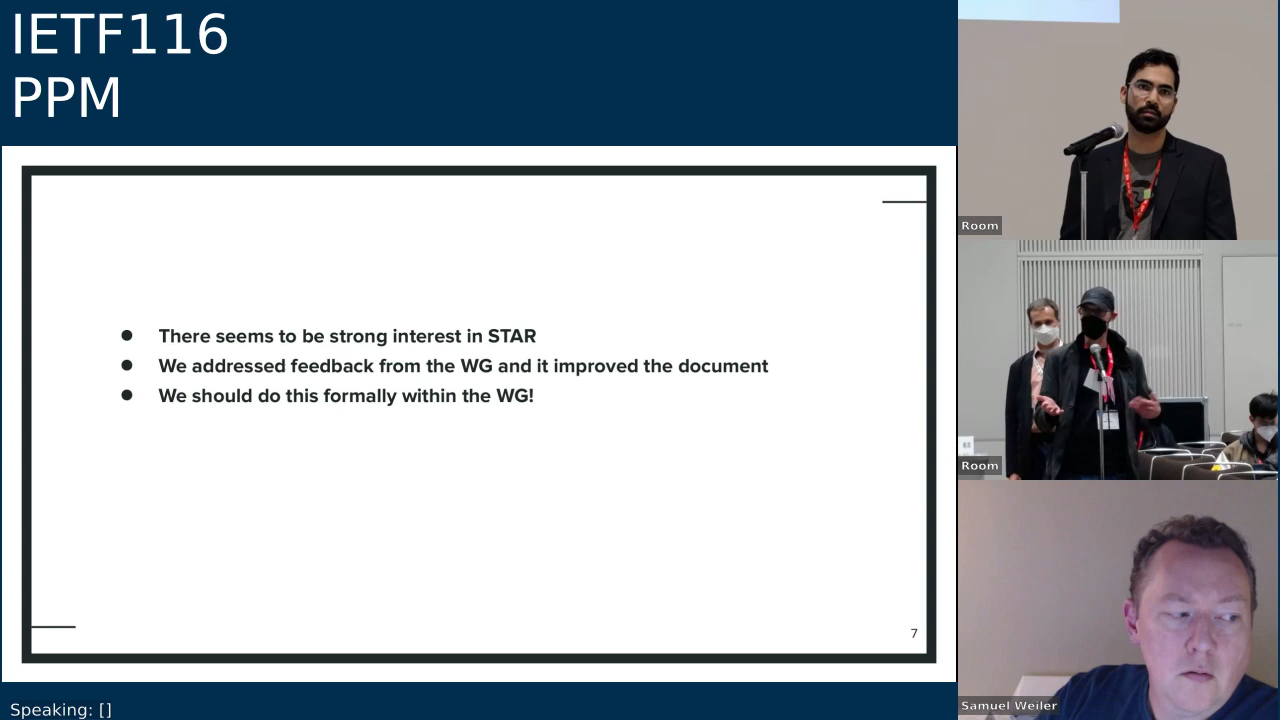 IETF116
PPM
● There seems to be strong interest in STAR
● We addressed feedback from the WG and it improved the document
● We should do this formally within the WG!
7
Speaking: []
Room
Room
Samuel Weiler